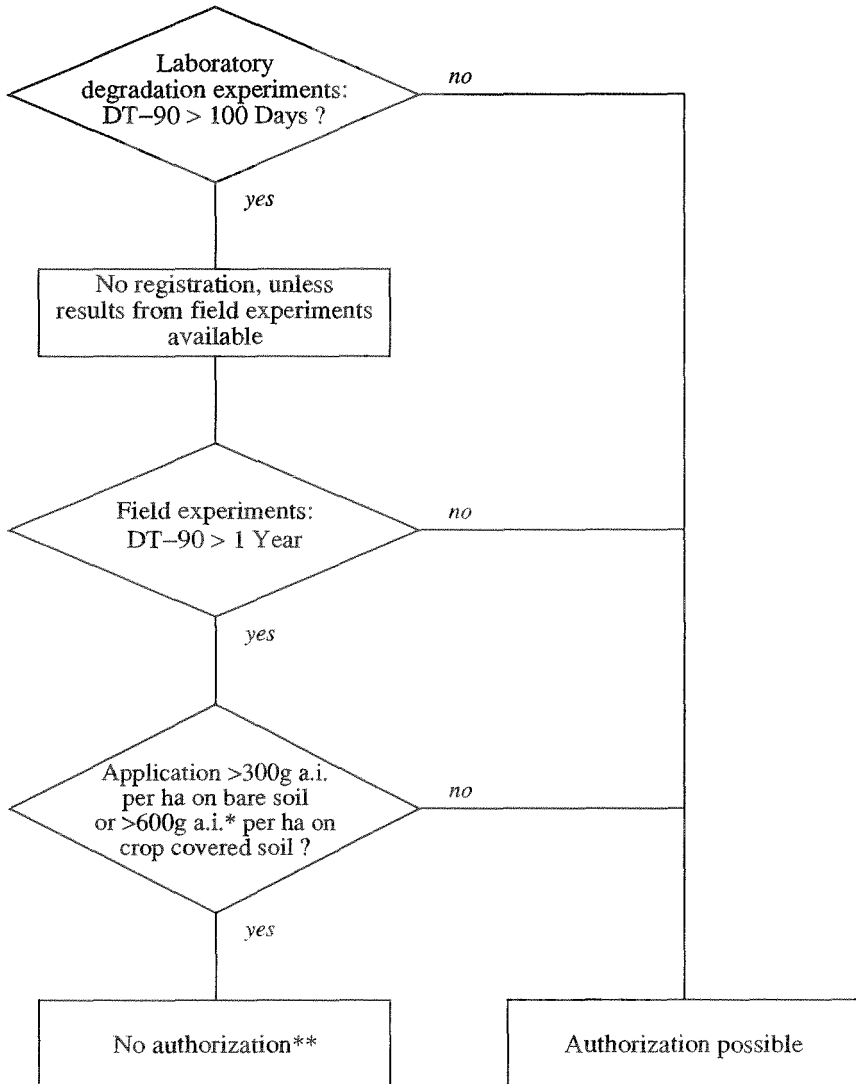 Laboratory
degradation experiments:
DT–90 > 100 Days ?
no
yes
No registration, unless
results from field experiments
available
Field experiments:
DT–90 > 1 Year
no
yes
Application >300g a.i.
per ha on bare soil
or >600g a.i.* per ha on
crop covered soil ?
no
yes
No authorization**
Authorization possible